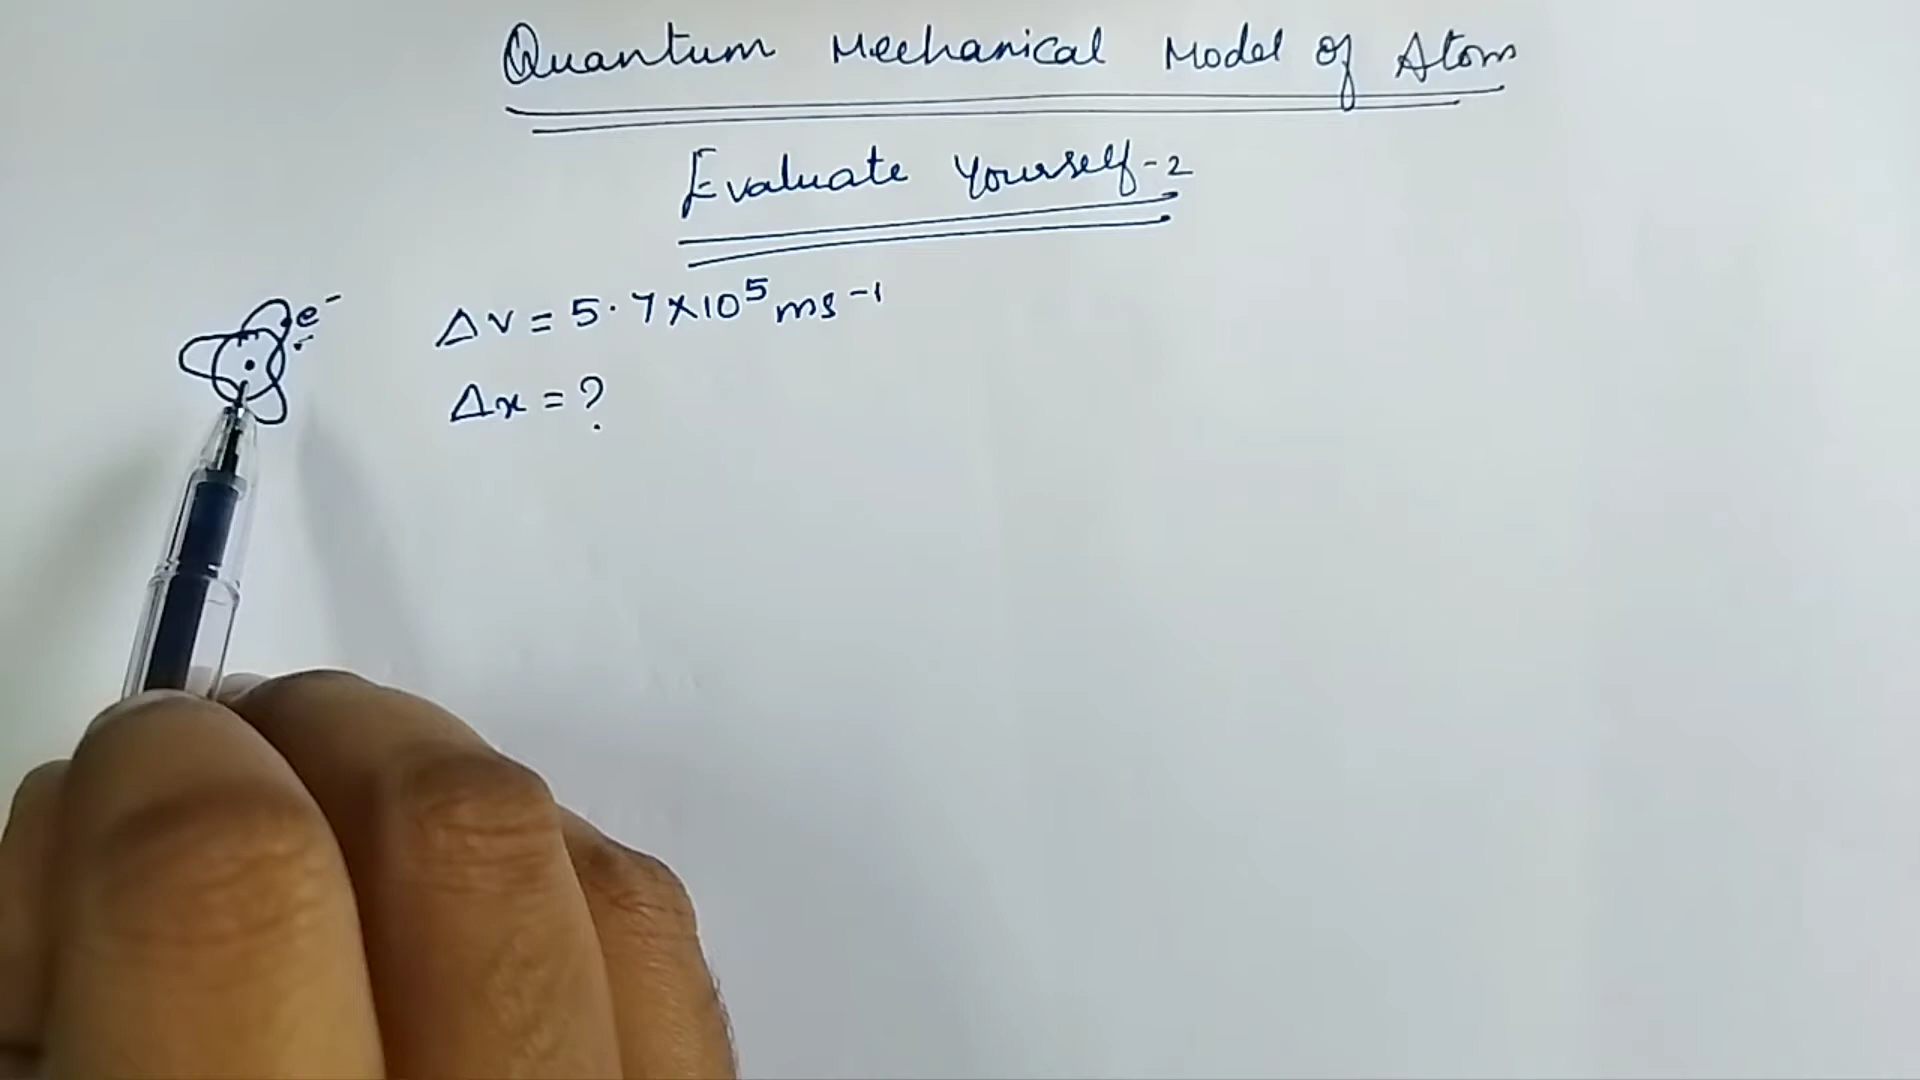 Quantum Mechanical Model of Atom
Evaluate Yourself-2
e⁻
Δv = 5.7×10⁵ ms⁻¹
Δx = ?